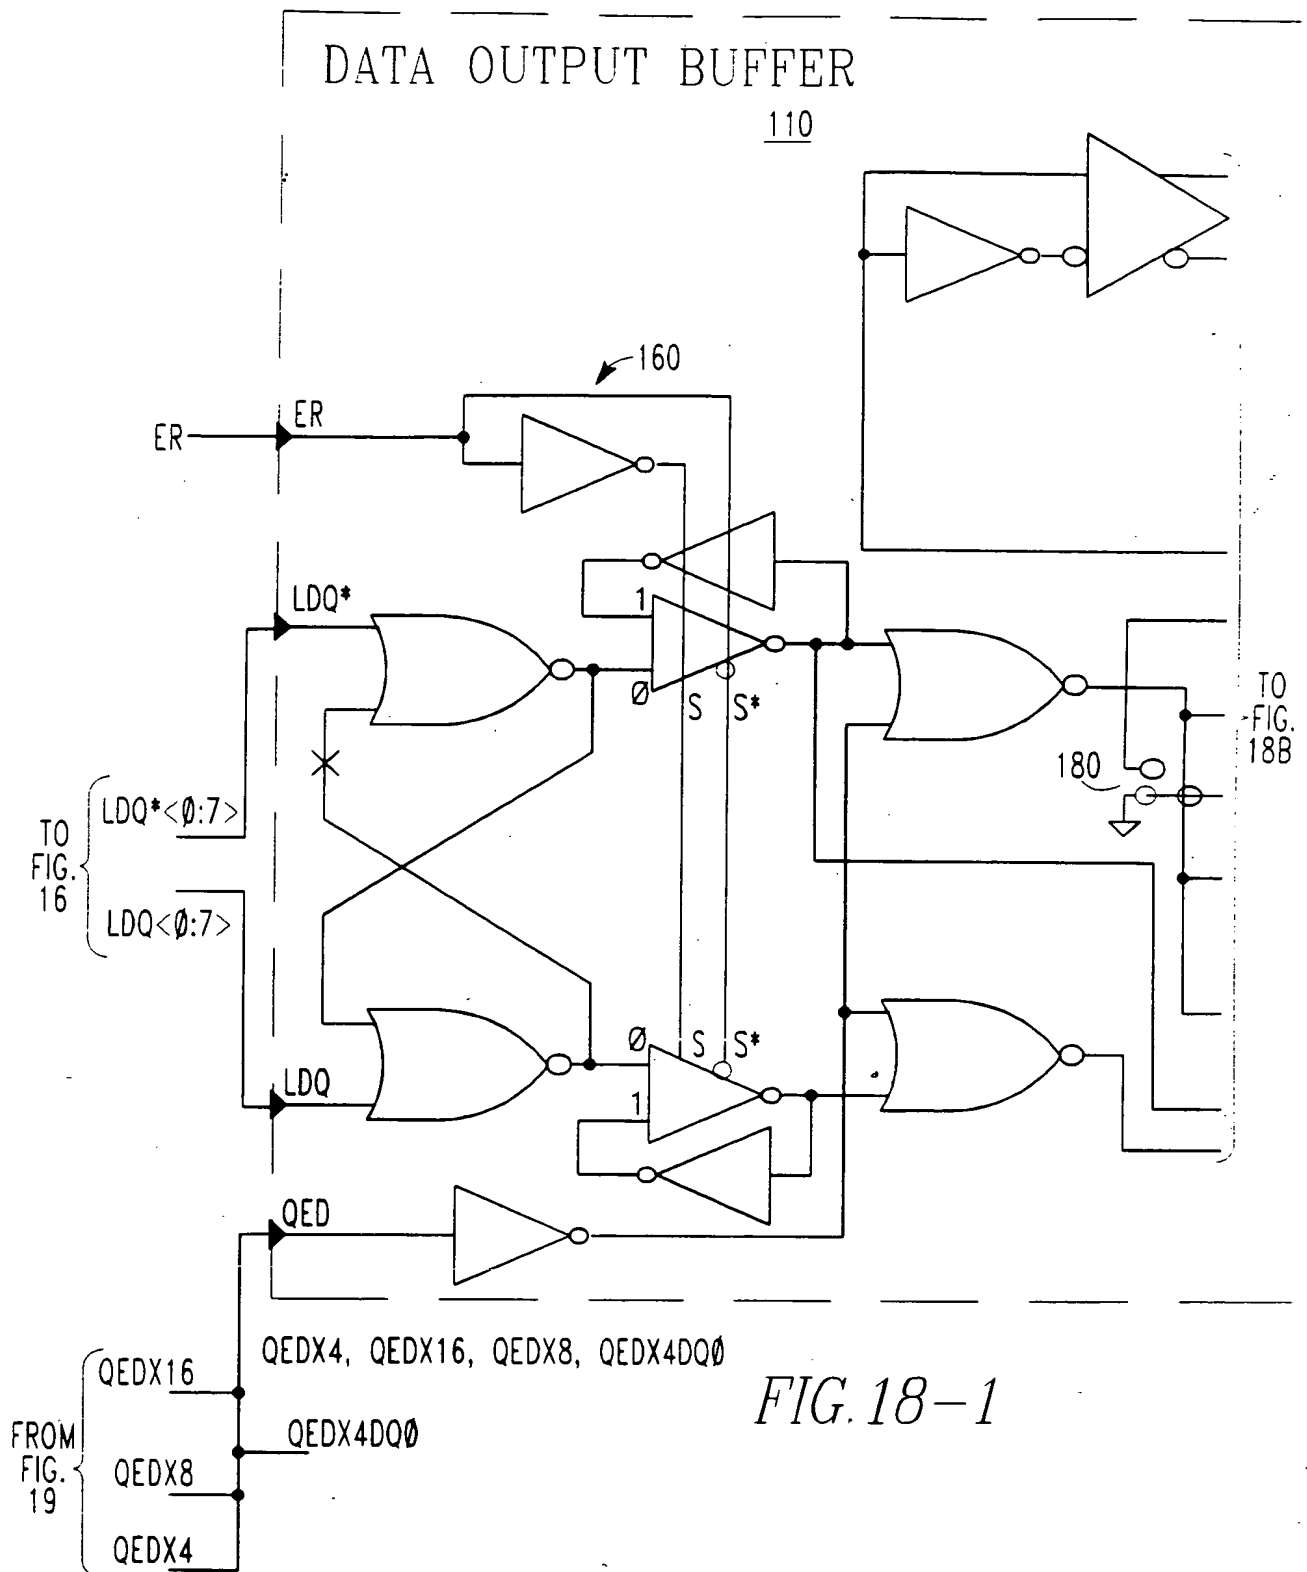 DATA OUTPUT BUFFER
110
160
ER
ER
LDQ*
1
Ø
S
S*
TO
FIG.
18B
180
LDQ*<Ø:7>
TO
FIG.
16
LDQ<Ø:7>
Ø
S
S*
LDQ
1
QED
QEDX4, QEDX16, QEDX8, QEDX4DQØ
QEDX16
FIG. 18-1
FROM
FIG.
19
QEDX4DQØ
QEDX8
QEDX4